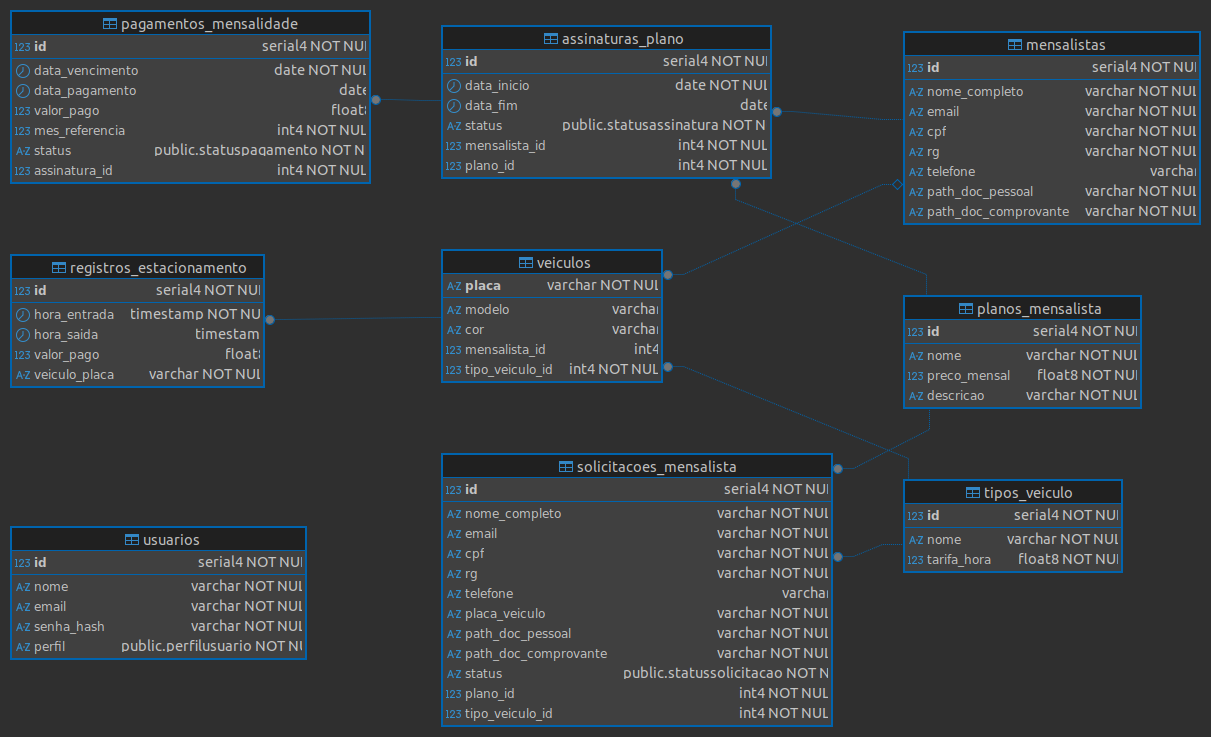 pagamentos_mensalidade
123 id serial4 NOT NUL
data_vencimento date NOT NUL
data_pagamento date
123 valor_pago float8
123 mes_referencia int4 NOT NUL
A-Z status public.statuspagamento NOT N
123 assinatura_id int4 NOT NUL
assinaturas_plano
123 id serial4 NOT NUL
data_inicio date NOT NUL
data_fim date
A-Z status public.statusassinatura NOT N
123 mensalista_id int4 NOT NUL
123 plano_id int4 NOT NUL
mensalistas
123 id serial4 NOT NUL
A-Z nome_completo varchar NOT NUL
A-Z email varchar NOT NUL
A-Z cpf varchar NOT NUL
A-Z rg varchar NOT NUL
A-Z telefone varchar
A-Z path_doc_pessoal varchar NOT NUL
A-Z path_doc_comprovante varchar NOT NUL
registros_estacionamento
123 id serial4 NOT NUL
hora_entrada timestamp NOT NU
hora_saida timestam
123 valor_pago float8
A-Z veiculo_placa varchar NOT NUL
veiculos
A-Z placa varchar NOT NUL
A-Z modelo varchar
A-Z cor varchar
123 mensalista_id int4
123 tipo_veiculo_id int4 NOT NUL
planos_mensalista
123 id serial4 NOT NUL
A-Z nome varchar NOT NUL
123 preco_mensal float8 NOT NUL
A-Z descricao varchar NOT NUL
solicitacoes_mensalista
123 id serial4 NOT NUL
A-Z nome_completo varchar NOT NUL
A-Z email varchar NOT NUL
A-Z cpf varchar NOT NUL
A-Z rg varchar NOT NUL
A-Z telefone varchar
A-Z placa_veiculo varchar NOT NUL
A-Z path_doc_pessoal varchar NOT NUL
A-Z path_doc_comprovante varchar NOT NUL
A-Z status public.statussolicitacao NOT N
123 plano_id int4 NOT NUL
123 tipo_veiculo_id int4 NOT NUL
tipos_veiculo
123 id serial4 NOT NUL
A-Z nome varchar NOT NUL
123 tarifa_hora float8 NOT NUL
usuarios
123 id serial4 NOT NUL
A-Z nome varchar NOT NUL
A-Z email varchar NOT NUL
A-Z senha_hash varchar NOT NUL
A-Z perfil public.perfilusuario NOT NU